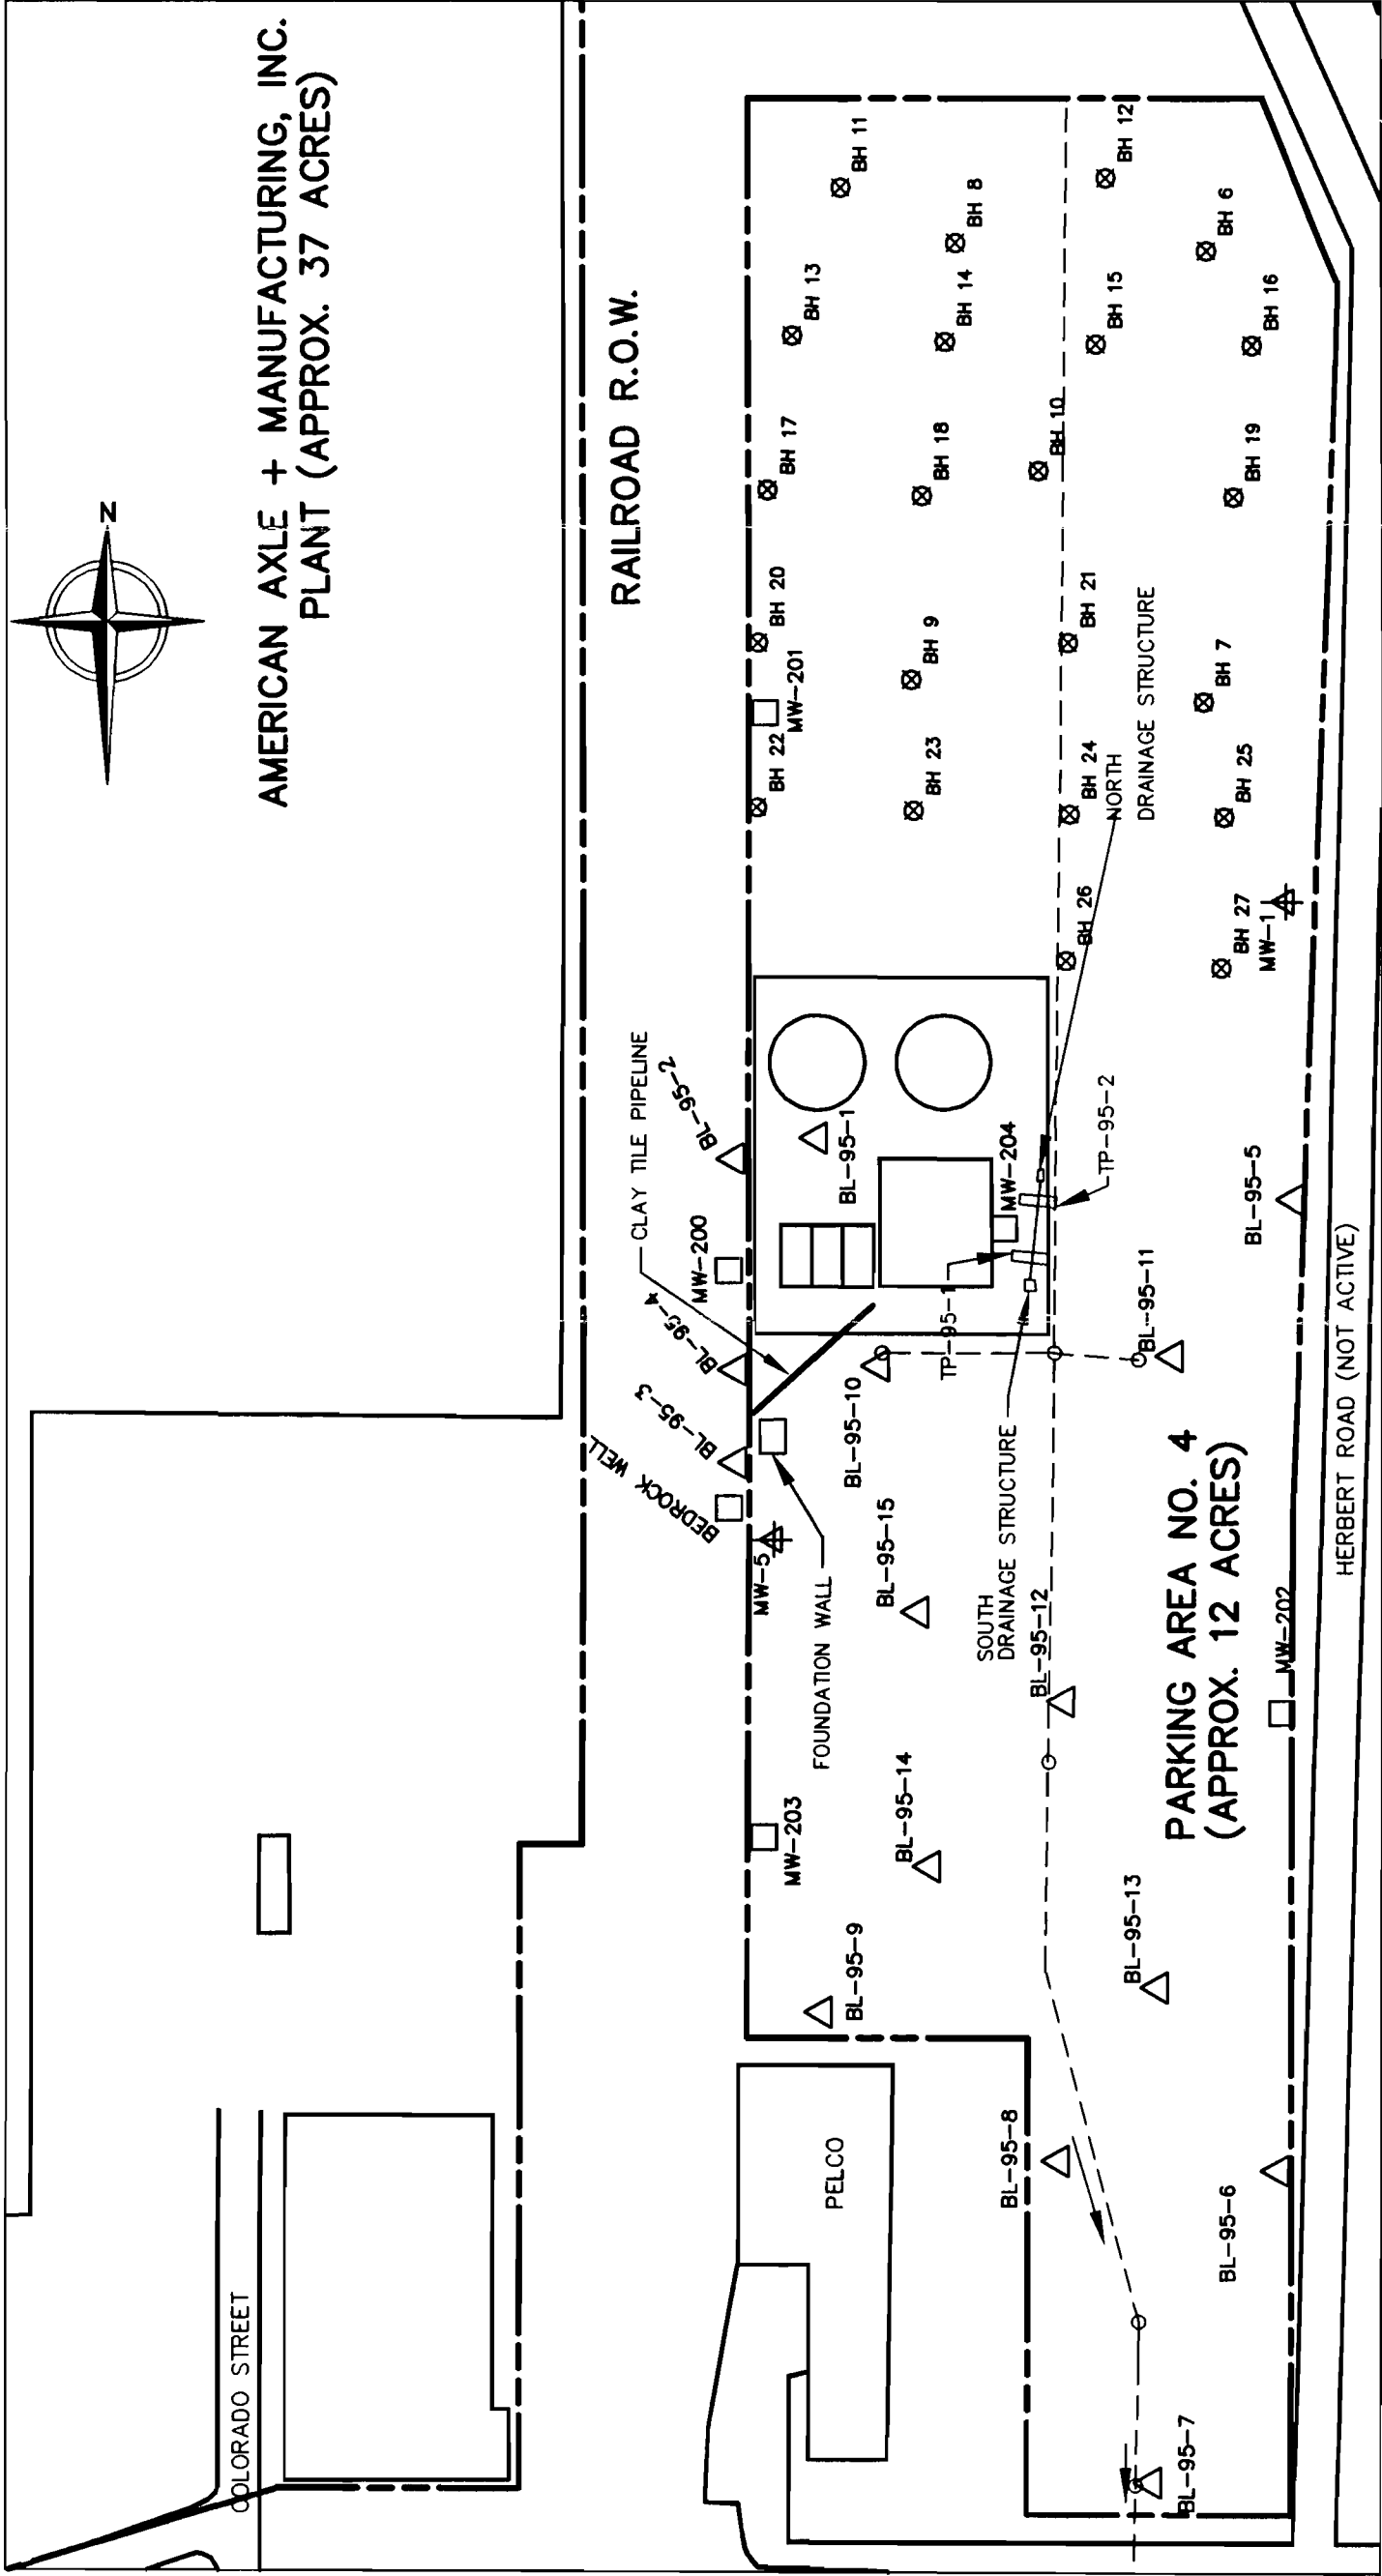 N
AMERICAN AXLE + MANUFACTURING, INC.
PLANT (APPROX. 37 ACRES)
RAILROAD R.O.W.
COLORADO STREET
PELCO
BH 11
BH 8
BH 12
BH 6
BH 13
BH 14
BH 15
BH 16
BH 17
BH 18
BH 10
BH 19
BH 20
BH 9
BH 21
BH 7
MW-201
BH 22
BH 23
BH 24
BH 25
NORTH
DRAINAGE STRUCTURE
BH 26
BH 27
MW-1
CLAY TILE PIPELINE
BL-95-2
BL-95-1
MW-204
TP-95-2
BL-95-5
MW-200
BL-95-4
BL-95-3
BEDROCK WELL
MW-5
FOUNDATION WALL
BL-95-10
TP-95-1
BL-95-11
BL-95-15
SOUTH
DRAINAGE STRUCTURE
BL-95-12
PARKING AREA NO. 4
(APPROX. 12 ACRES)
HERBERT ROAD (NOT ACTIVE)
MW-202
MW-203
BL-95-14
BL-95-9
BL-95-13
BL-95-8
BL-95-6
BL-95-7